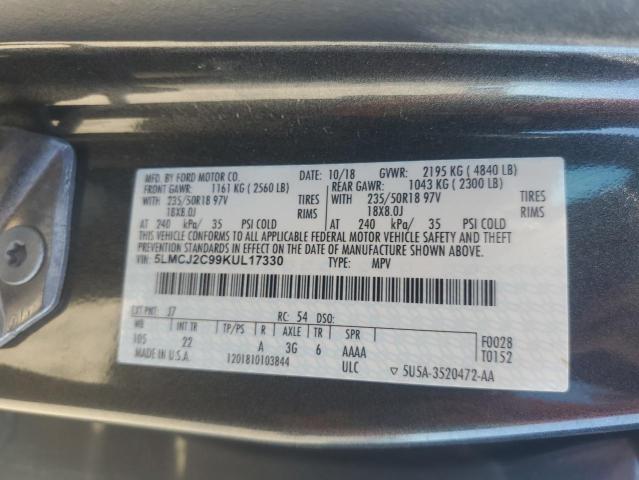 MFD. BY FORD MOTOR CO.
DATE: 10/18 GVWR: 2195 KG ( 4840 LB)
FRONT GAWR: 1161 KG ( 2560 LB) REAR GAWR: 1043 KG ( 2300 LB)
WITH 235/50R18 97V TIRES WITH 235/50R18 97V TIRES
18X8.0J RIMS 18X8.0J RIMS
AT 240 kPa/ 35 PSI COLD AT 240 kPa/ 35 PSI COLD
THIS VEHICLE CONFORMS TO ALL APPLICABLE FEDERAL MOTOR VEHICLE SAFETY AND THEFT
PREVENTION STANDARDS IN EFFECT ON THE DATE OF MANUFACTURE SHOWN ABOVE.
VIN: 5LMCJ2C99KUL17330 TYPE: MPV
EXT PNT: J7 RC: 54 DSO:
WB INT TR TP/PS R AXLE TR SPR F0028
105 22 A 3G 6 AAAA T0152
MADE IN U.S.A. 1201810103844 ULC ▽ 5U5A-3520472-AA